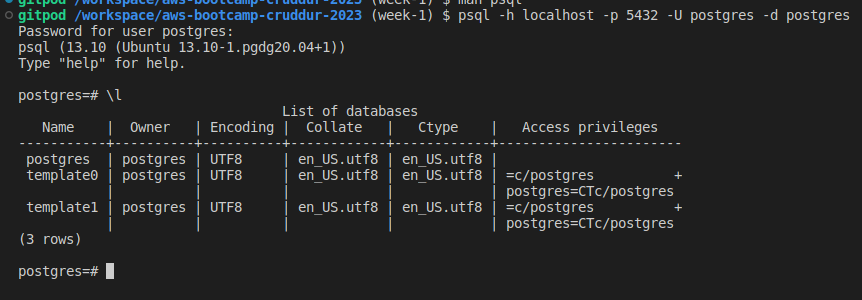 gitpod /workspace/aws-bootcamp-cruddur-2023 (week-1) $ man psql
gitpod /workspace/aws-bootcamp-cruddur-2023 (week-1) $ psql -h localhost -p 5432 -U postgres -d postgres
Password for user postgres:
psql (13.10 (Ubuntu 13.10-1.pgdg20.04+1))
Type "help" for help.

postgres=# \l
                                 List of databases
   Name    |  Owner   | Encoding |  Collate   |   Ctype    |   Access privileges
-----------+----------+----------+------------+------------+-----------------------
 postgres  | postgres | UTF8     | en_US.utf8 | en_US.utf8 |
 template0 | postgres | UTF8     | en_US.utf8 | en_US.utf8 | =c/postgres          +
           |          |          |            |            | postgres=CTc/postgres
 template1 | postgres | UTF8     | en_US.utf8 | en_US.utf8 | =c/postgres          +
           |          |          |            |            | postgres=CTc/postgres
(3 rows)

postgres=#